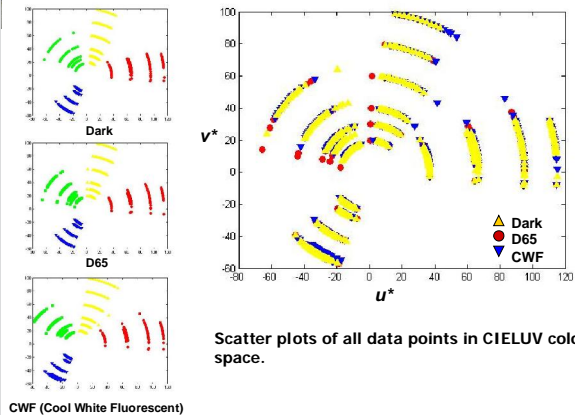 Dark
D65
CWF (Cool White Fluorescent)
100
80
60
40
20
0
-20
-40
-60
-80 -60 -40 -20 0 20 40 60 80 100 120
v*
u*
Dark
D65
CWF
Scatter plots of all data points in CIELUV colo
space.